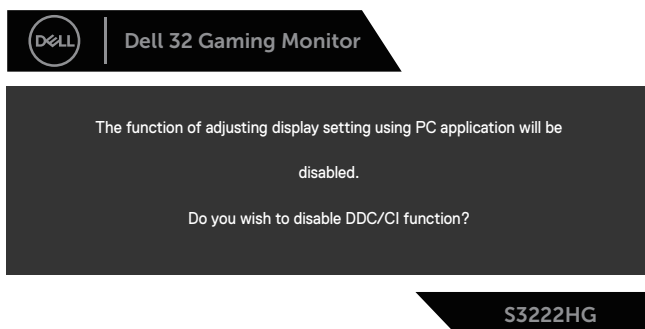 DELL
Dell 32 Gaming Monitor
The function of adjusting display setting using PC application will be
disabled.
Do you wish to disable DDC/CI function?
S3222HG